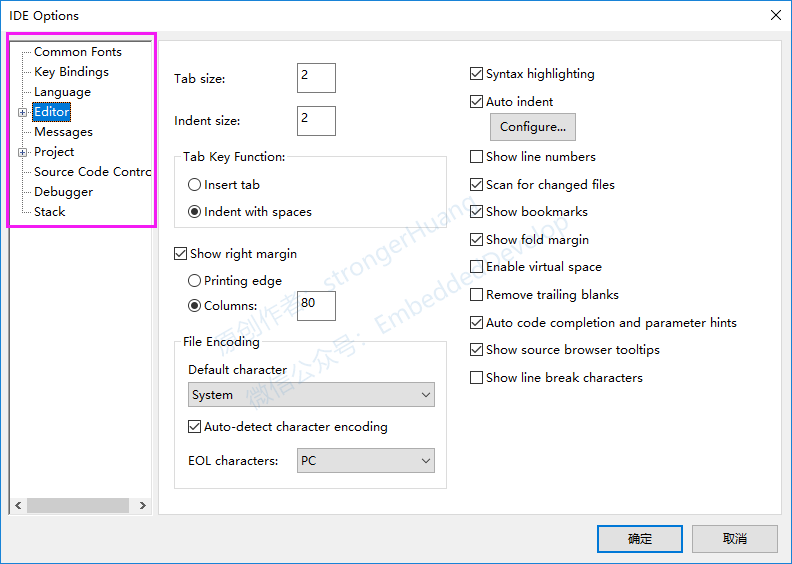 IDE Options
Common Fonts
Key Bindings
Language
Editor
Messages
Project
Source Code Contro
Debugger
Stack
Tab size:
2
Indent size:
2
Tab Key Function:
Insert tab
Indent with spaces
Show right margin
Printing edge
Columns:
80
File Encoding
Default character
System
Auto-detect character encoding
EOL characters:
PC
Syntax highlighting
Auto indent
Configure...
Show line numbers
Scan for changed files
Show bookmarks
Show fold margin
Enable virtual space
Remove trailing blanks
Auto code completion and parameter hints
Show source browser tooltips
Show line break characters
原创作者：strongerHuang
微信公众号：EmbeddedDevelop
确定
取消